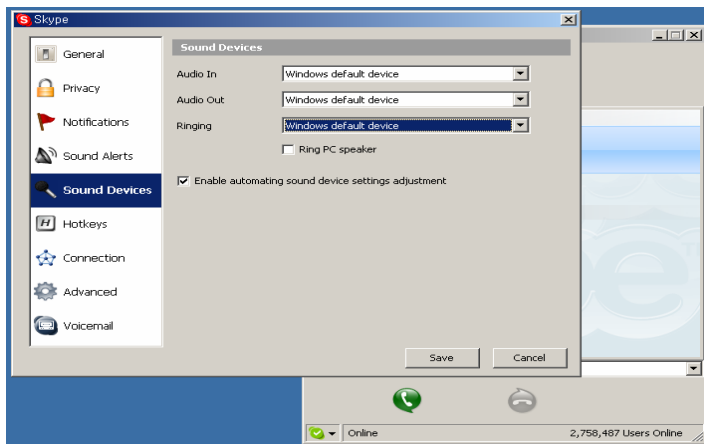 Skype
General
Privacy
Notifications
Sound Alerts
Sound Devices
Hotkeys
Connection
Advanced
Voicemail
Sound Devices
Audio In Windows default device
Audio Out Windows default device
Ringing Windows default device
Ring PC speaker
Enable automating sound device settings adjustment
Save Cancel
Online 2,758,487 Users Online